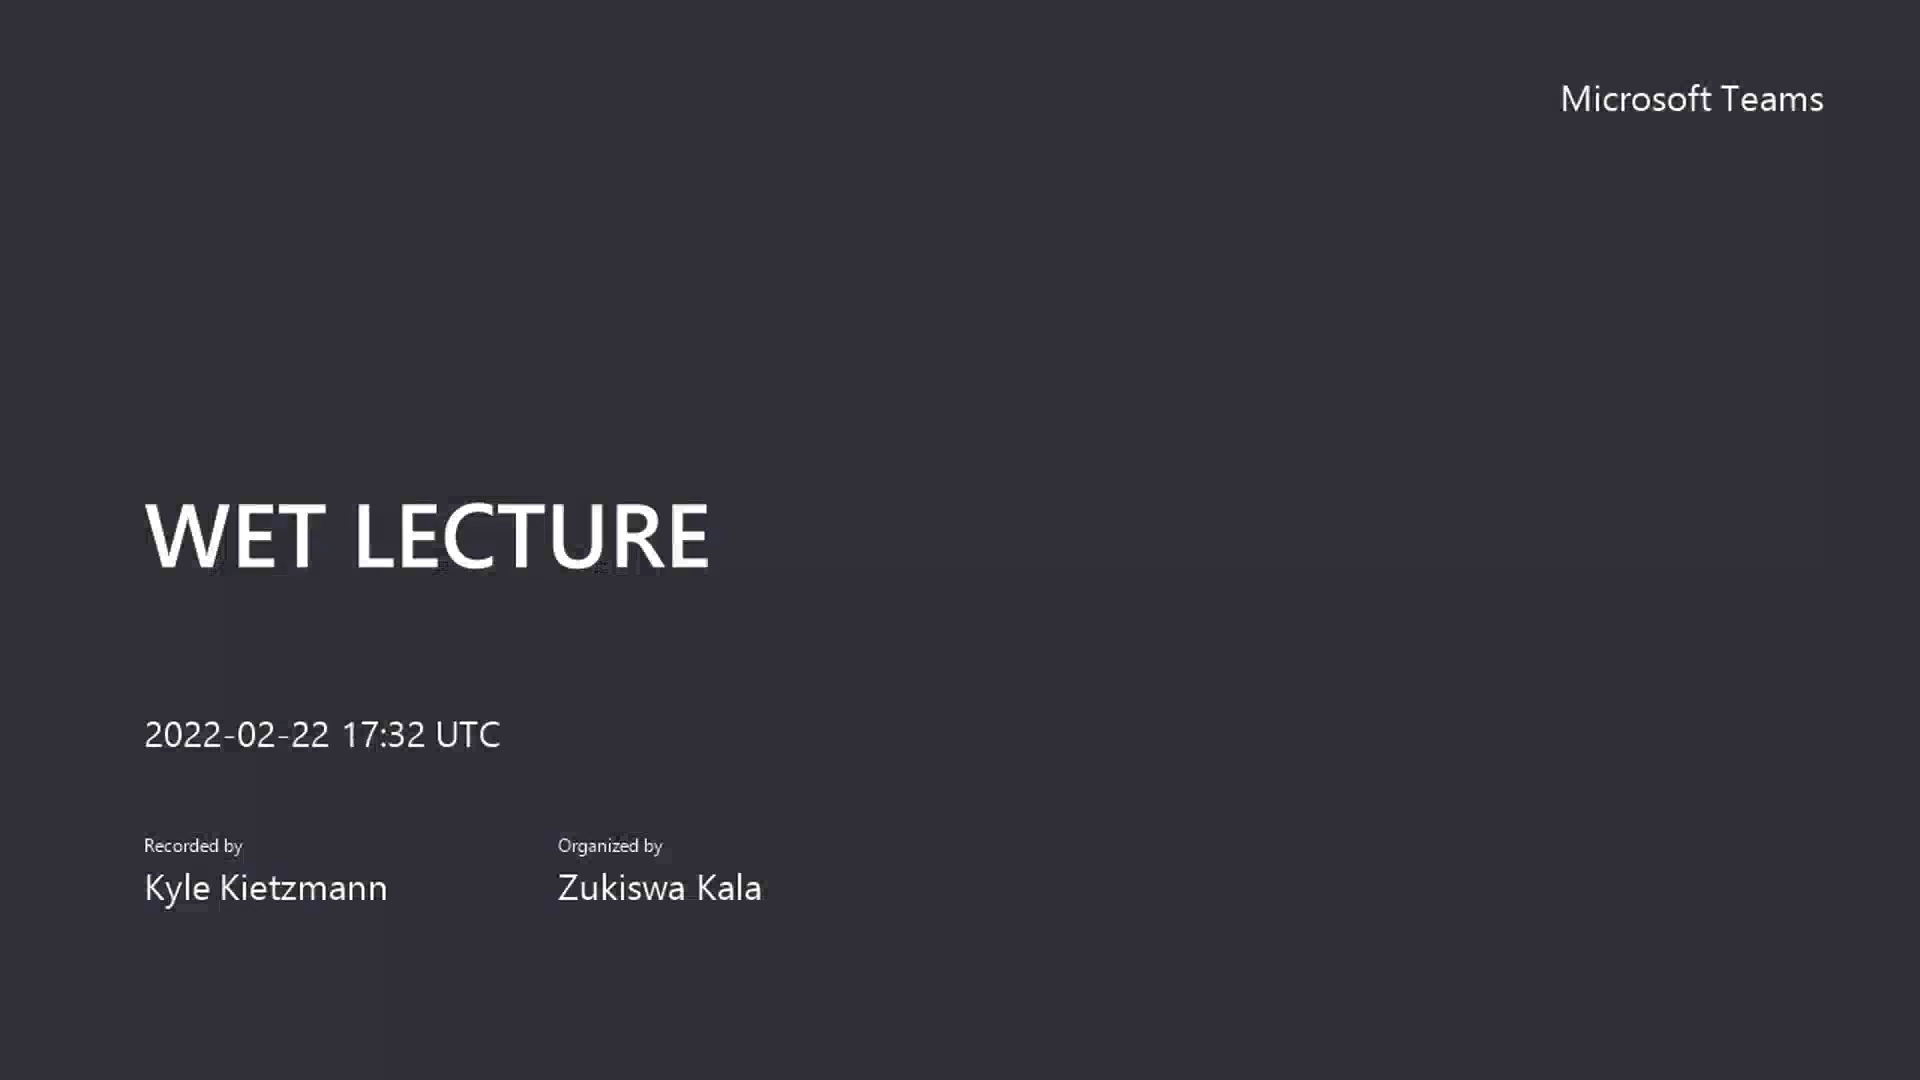 Microsoft Teams
WET LECTURE
2022-02-22 17:32 UTC
Recorded by
Kyle Kietzmann
Organized by
Zukiswa Kala